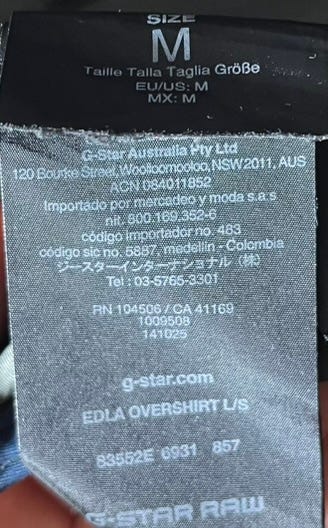 SIZE
M
Taille Talla Taglia Größe
EU/US: M
MX: M
G-Star Australia Pty Ltd
120 Bourke Street, Woolloomooloo, NSW2011, AUS
ACN 084011852
Importado por mercadeo y moda s.a.s
nit. 800.169.352-6
código importador no. 483
código sic no. 5887, medellin - Colombia
ジースターインターナショナル（株）
Tel : 03-5765-3301
RN 104506 / CA 41169
1009508
141025
g-star.com
EDLA OVERSHIRT L/S
83552E 6931 857
G-STAR RAW